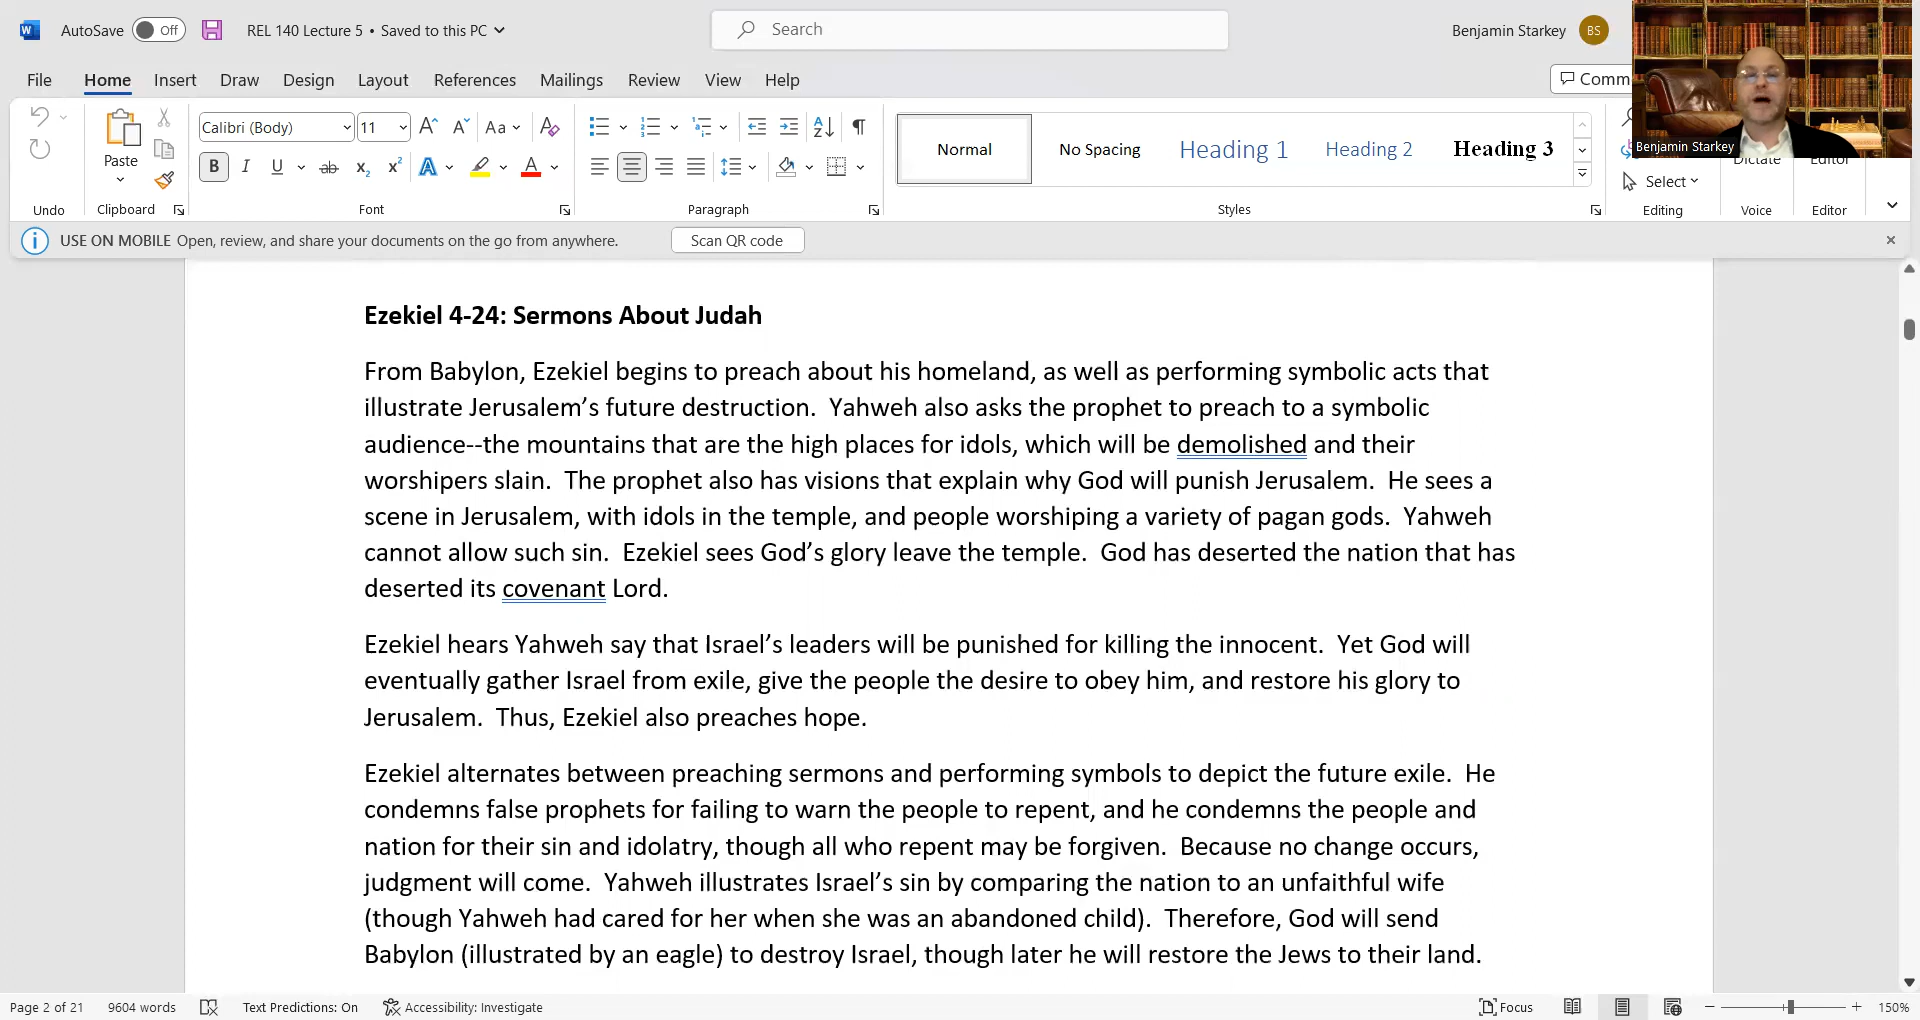 AutoSave Off REL 140 Lecture 5 • Saved to this PC Search Benjamin Starkey BS
File Home Insert Draw Design Layout References Mailings Review View Help Comm
Benjamin Starkey
Calibri (Body) 11 Aa
Paste
B I U ab x2 x2 A A
Normal No Spacing Heading 1 Heading 2 Heading 3
Select
Dictate Editor
Undo Clipboard Font Paragraph Styles Editing Voice Editor
USE ON MOBILE Open, review, and share your documents on the go from anywhere. Scan QR code
Ezekiel 4-24: Sermons About Judah
From Babylon, Ezekiel begins to preach about his homeland, as well as performing symbolic acts that
illustrate Jerusalem’s future destruction. Yahweh also asks the prophet to preach to a symbolic
audience--the mountains that are the high places for idols, which will be demolished and their
worshipers slain. The prophet also has visions that explain why God will punish Jerusalem. He sees a
scene in Jerusalem, with idols in the temple, and people worshiping a variety of pagan gods. Yahweh
cannot allow such sin. Ezekiel sees God’s glory leave the temple. God has deserted the nation that has
deserted its covenant Lord.
Ezekiel hears Yahweh say that Israel’s leaders will be punished for killing the innocent. Yet God will
eventually gather Israel from exile, give the people the desire to obey him, and restore his glory to
Jerusalem. Thus, Ezekiel also preaches hope.
Ezekiel alternates between preaching sermons and performing symbols to depict the future exile. He
condemns false prophets for failing to warn the people to repent, and he condemns the people and
nation for their sin and idolatry, though all who repent may be forgiven. Because no change occurs,
judgment will come. Yahweh illustrates Israel’s sin by comparing the nation to an unfaithful wife
(though Yahweh had cared for her when she was an abandoned child). Therefore, God will send
Babylon (illustrated by an eagle) to destroy Israel, though later he will restore the Jews to their land.
Page 2 of 21 9604 words Text Predictions: On Accessibility: Investigate Focus 150%